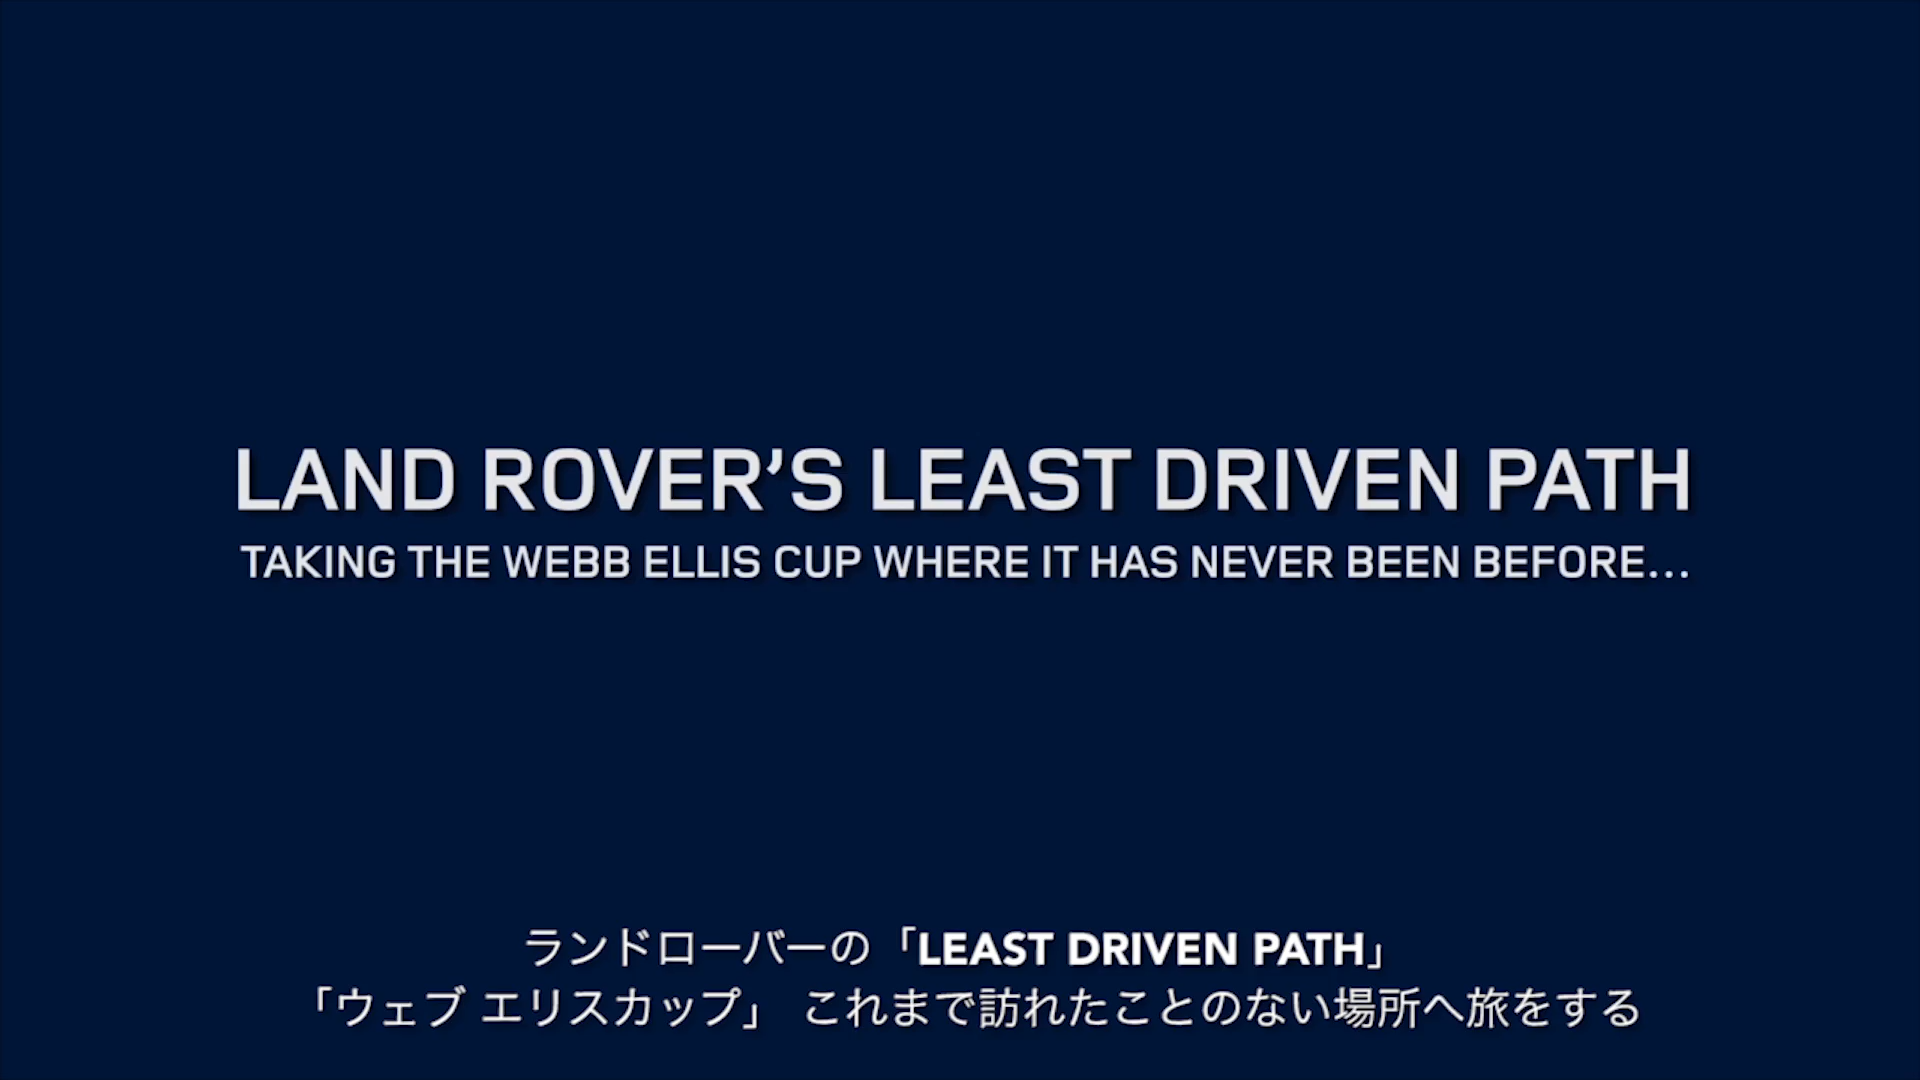 LAND ROVER’S LEAST DRIVEN PATH
TAKING THE WEBB ELLIS CUP WHERE IT HAS NEVER BEEN BEFORE...
ランドローバーの「LEAST DRIVEN PATH」
「ウェブ エリスカップ」 これまで訪れたことのない場所へ旅をする